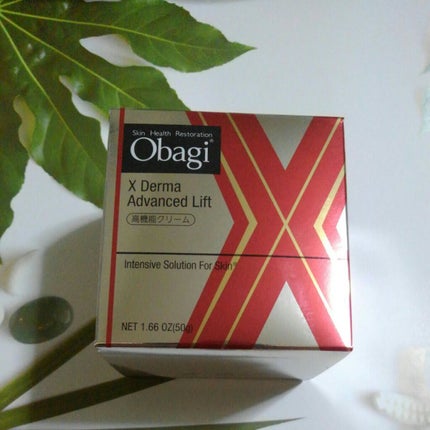 Skin Health Restoration
Obagi®
X Derma
Advanced Lift
高機能クリーム
Intensive Solution For Skin*
NET 1.66 OZ(50g)